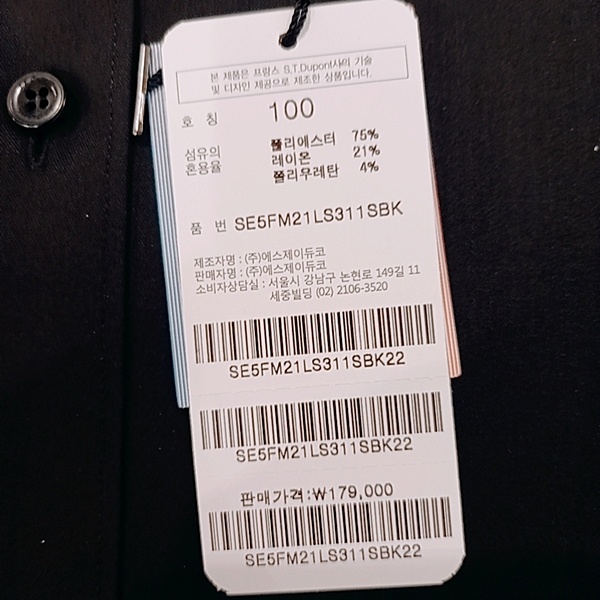 본 제품은 프랑스 S.T.Dupont사의 기술
및 디자인 제공으로 제조한 상품입니다.
호 칭 100
섬유의 혼용율
폴리에스터 75%
레이온 21%
폴리우레탄 4%
품 번 SE5FM21LS311SBK
제조자명 : (주)에스제이듀코
판매자명 : (주)에스제이듀코
소비자상담실 : 서울시 강남구 논현로 149길 11
세중빌딩 (02) 2106-3520
SE5FM21LS311SBK22
SE5FM21LS311SBK22
판매가격:₩179,000
SE5FM21LS311SBK22